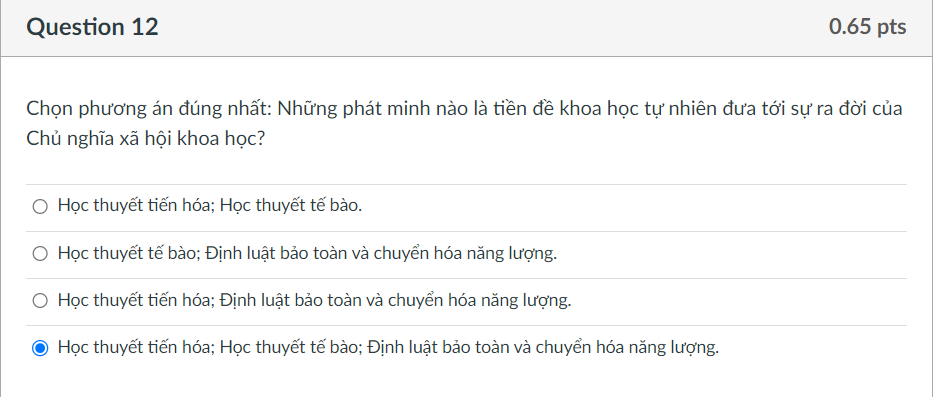 Question 12
0.65 pts
Chọn phương án đúng nhất: Những phát minh nào là tiền đề khoa học tự nhiên đưa tới sự ra đời của
Chủ nghĩa xã hội khoa học?
Học thuyết tiến hóa; Học thuyết tế bào.
Học thuyết tế bào; Định luật bảo toàn và chuyển hóa năng lượng.
Học thuyết tiến hóa; Định luật bảo toàn và chuyển hóa năng lượng.
Học thuyết tiến hóa; Học thuyết tế bào; Định luật bảo toàn và chuyển hóa năng lượng.